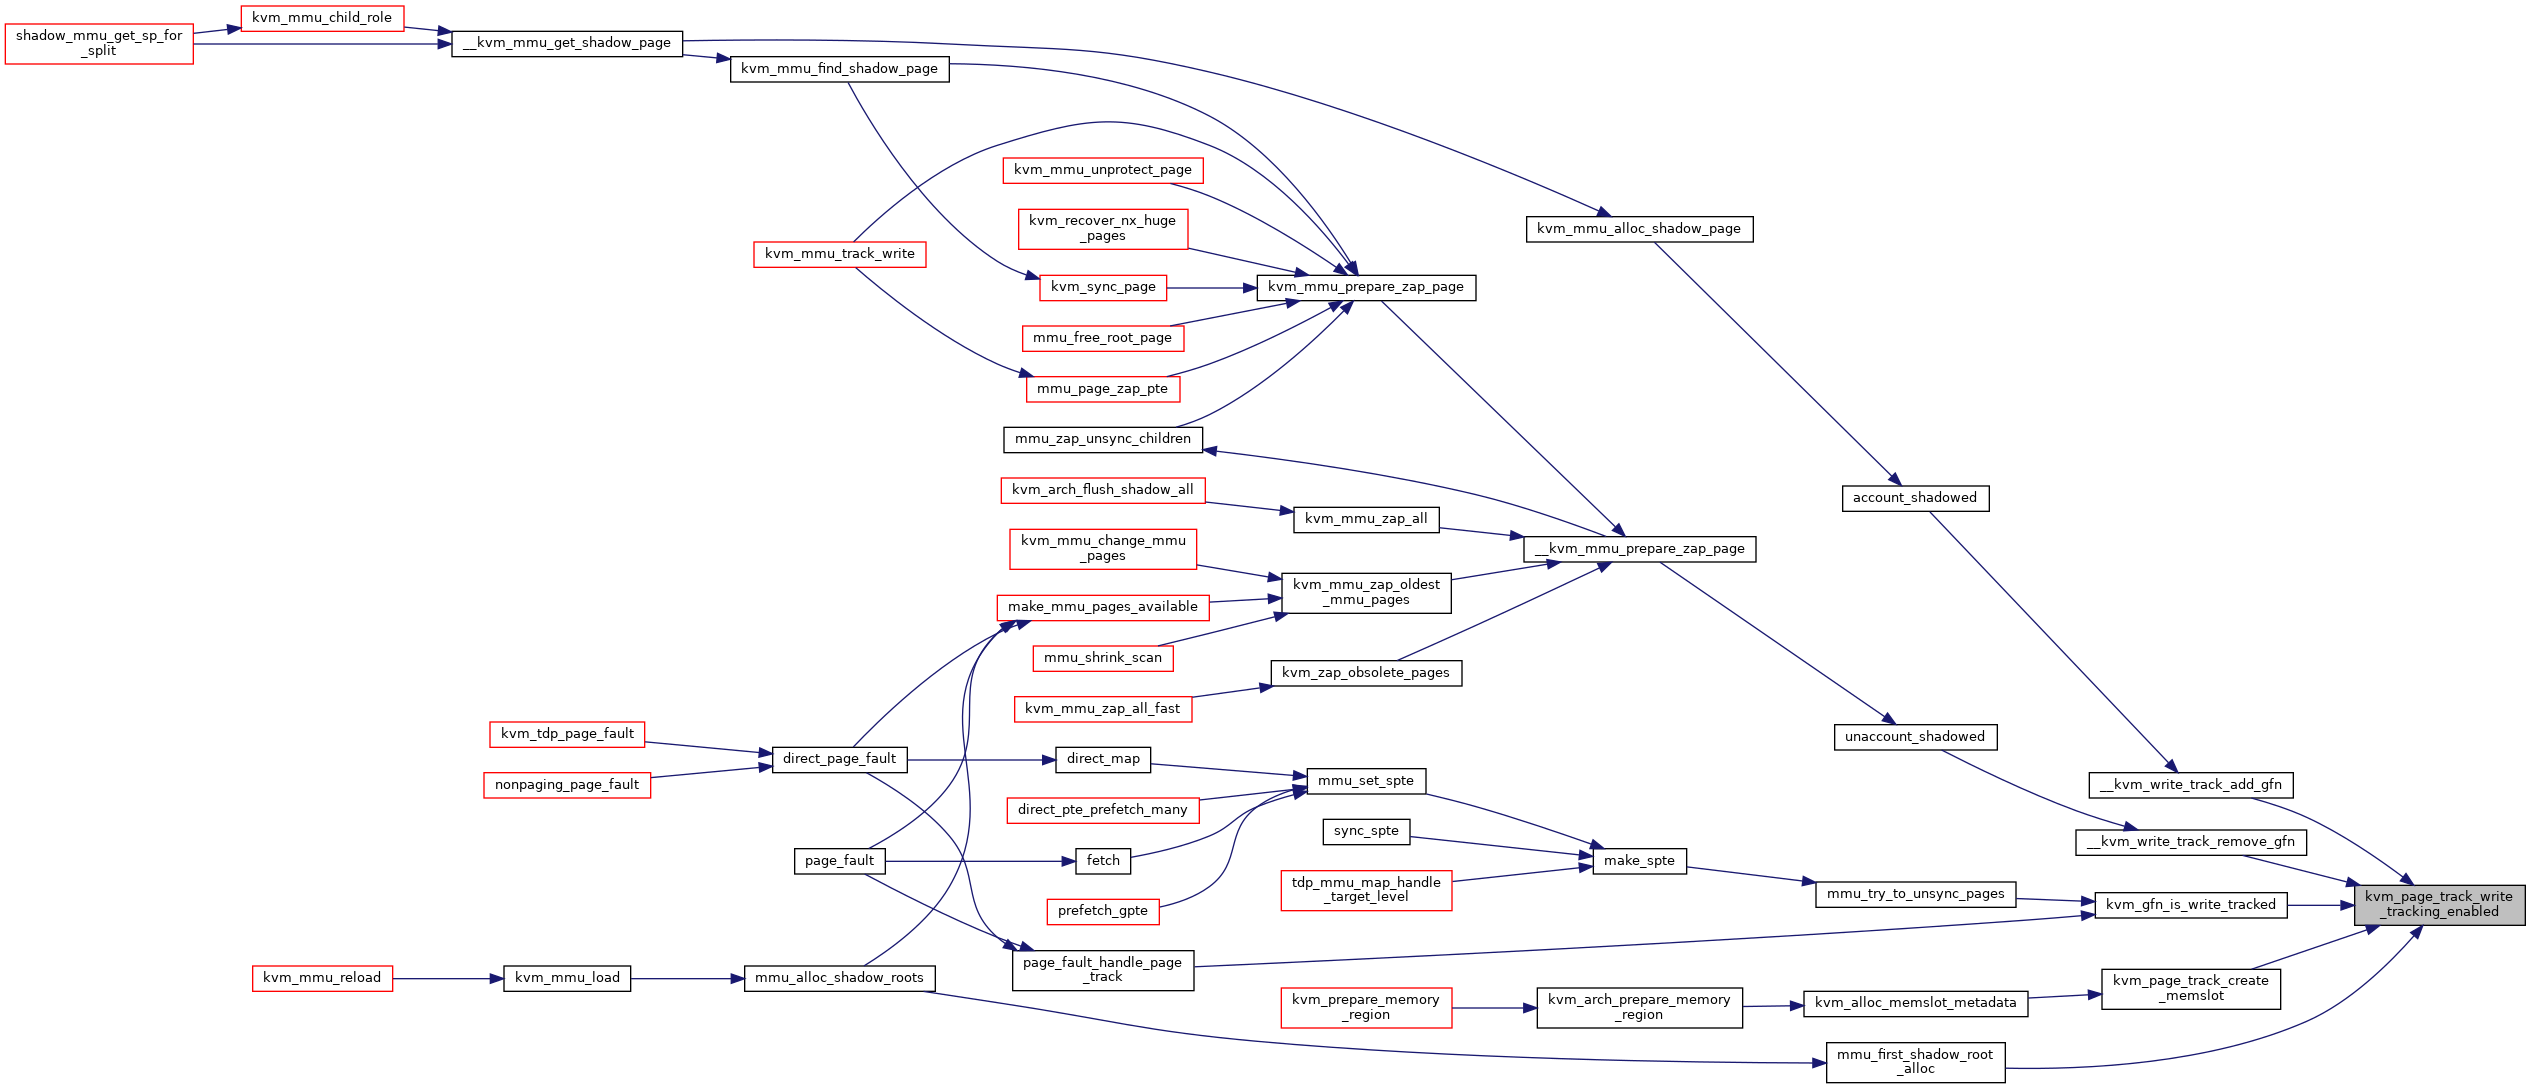 kvm_mmu_child_role
shadow_mmu_get_sp_for
_split
__kvm_mmu_get_shadow_page
kvm_mmu_find_shadow_page
kvm_mmu_unprotect_page
kvm_recover_nx_huge
_pages
kvm_mmu_alloc_shadow_page
kvm_mmu_track_write
kvm_sync_page
kvm_mmu_prepare_zap_page
mmu_free_root_page
mmu_page_zap_pte
mmu_zap_unsync_children
kvm_arch_flush_shadow_all
account_shadowed
kvm_mmu_zap_all
kvm_mmu_change_mmu
_pages
__kvm_mmu_prepare_zap_page
kvm_mmu_zap_oldest
_mmu_pages
make_mmu_pages_available
mmu_shrink_scan
kvm_zap_obsolete_pages
kvm_mmu_zap_all_fast
kvm_tdp_page_fault
unaccount_shadowed
direct_page_fault
direct_map
nonpaging_page_fault
mmu_set_spte
__kvm_write_track_add_gfn
direct_pte_prefetch_many
sync_spte
__kvm_write_track_remove_gfn
page_fault
fetch
make_spte
tdp_mmu_map_handle
_target_level
mmu_try_to_unsync_pages
kvm_gfn_is_write_tracked
kvm_page_track_write
_tracking_enabled
prefetch_gpte
page_fault_handle_page
_track
kvm_mmu_reload
kvm_mmu_load
mmu_alloc_shadow_roots
kvm_page_track_create
_memslot
kvm_prepare_memory
_region
kvm_arch_prepare_memory
_region
kvm_alloc_memslot_metadata
mmu_first_shadow_root
_alloc